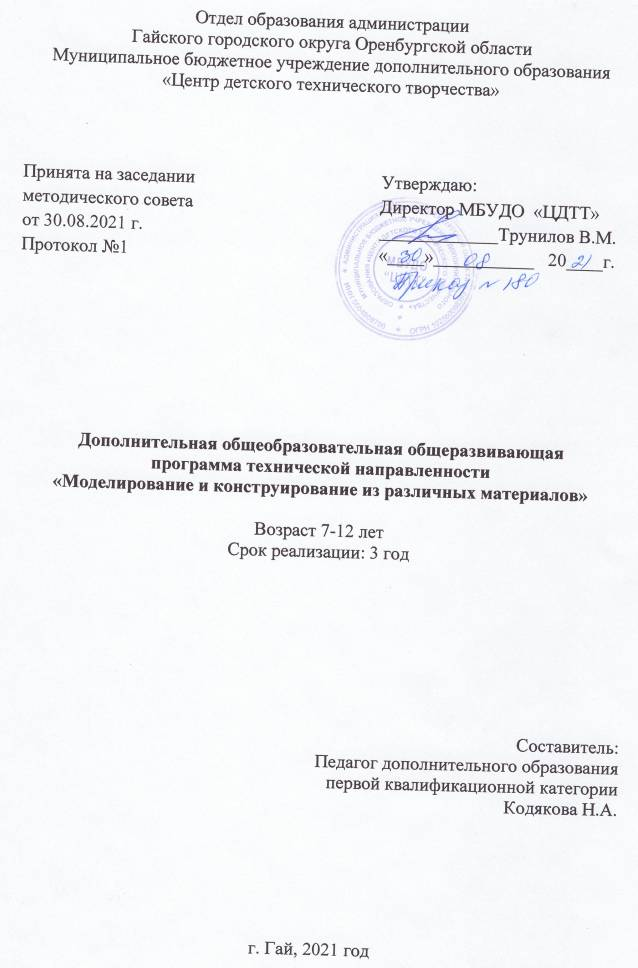 Отдел образования администрации
Гайского городского округа Оренбургской области
Муниципальное бюджетное учреждение дополнительного образования
«Центр детского технического творчества»
Принята на заседании
методического совета
от 30.08.2021 г.
Протокол №1
Утверждаю:
Директор МБУДО «ЦДТТ»
____________Трунилов В.М.
«30» 08 2021г.
Приказ № 180
Дополнительная общеобразовательная общеразвивающая
программа технической направленности
«Моделирование и конструирование из различных материалов»
Возраст 7-12 лет
Срок реализации: 3 год
Составитель:
Педагог дополнительного образования
первой квалификационной категории
Кодякова Н.А.
г. Гай, 2021 год